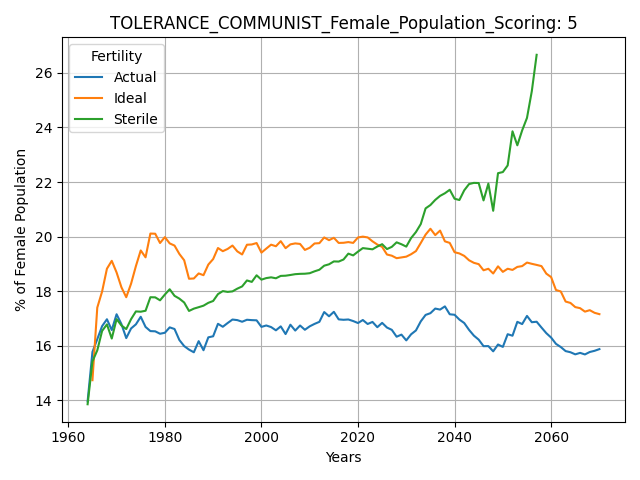 TOLERANCE_COMMUNIST_Female_Population_Scoring: 5
Fertility
Actual
Ideal
Sterile
% of Female Population
26
24
22
20
18
16
14
1960
1980
2000
2020
2040
2060
Years